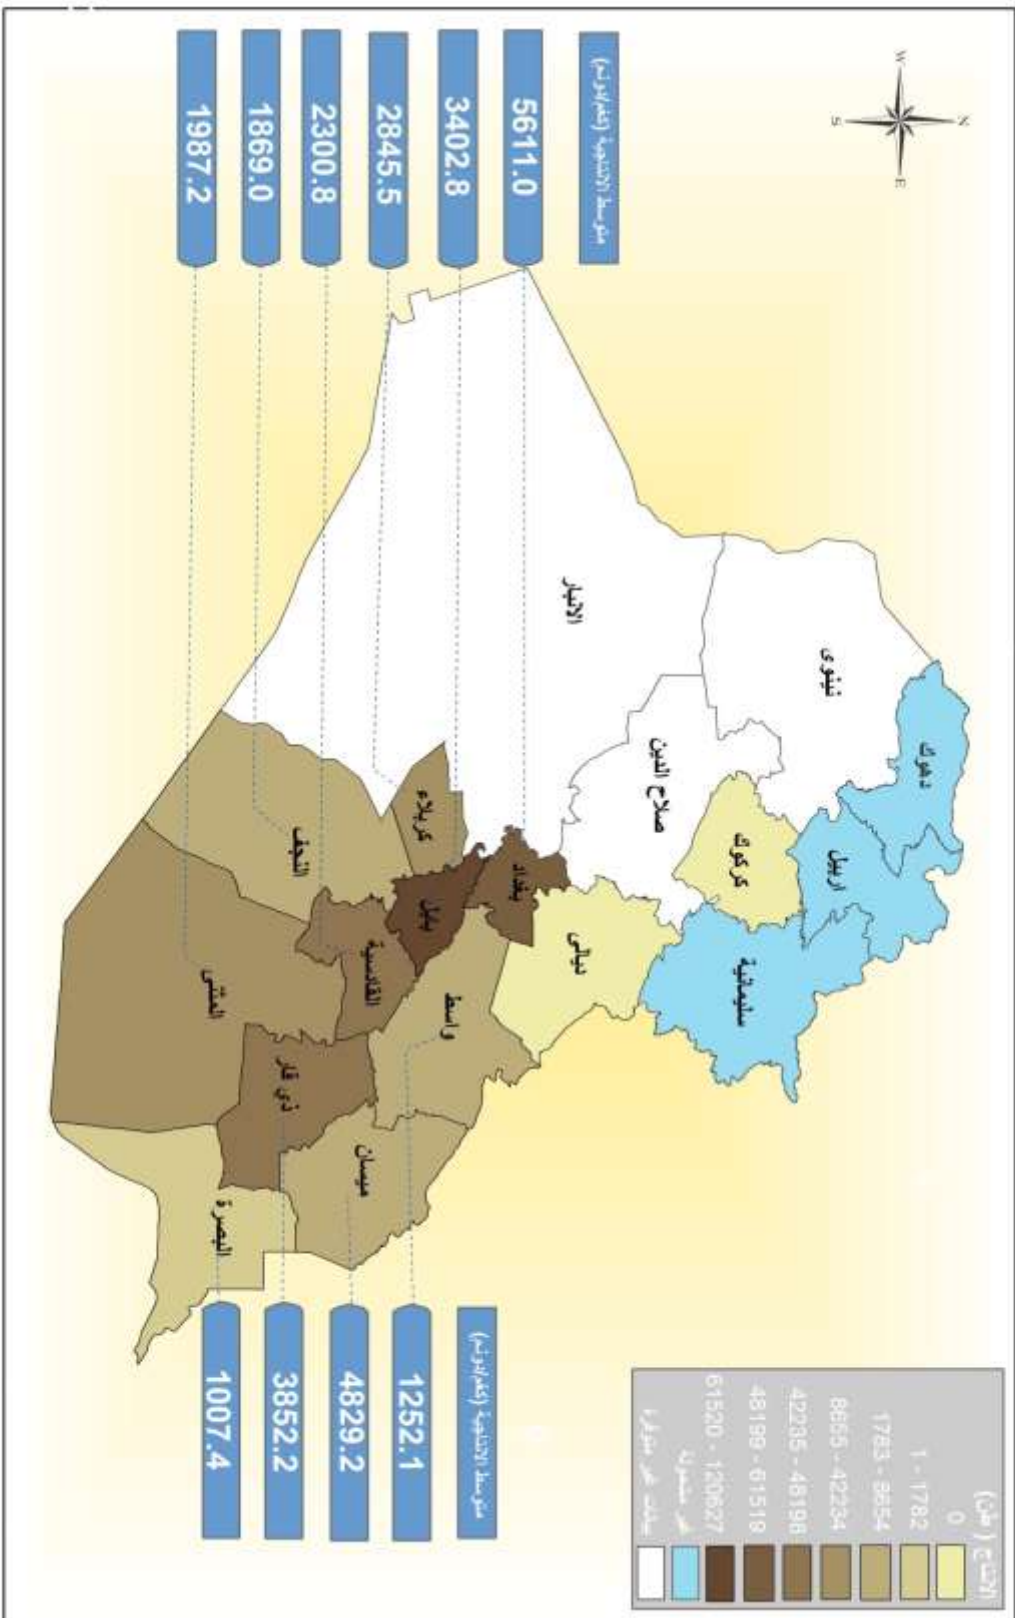 N
W
E
S
متوسط الانتاجية (كغم/دونم)
5611.0
3402.8
2845.5
2300.8
1869.0
1987.2
دهوك
نينوى
اربيل
سليمانية
كركوك
صلاح الدين
الانبار
ديالى
بغداد
كربلاء
بابل
واسط
النجف
القادسية
ميسان
المثنى
ذي قار
البصرة
الانتاج (طن)
0
1 - 1782
1783 - 8654
8655 - 42234
42235 - 48198
48199 - 61519
61520 - 120627
غير مشمولة
بيانات غير متوفرة
متوسط الانتاجية (كغم/دونم)
1252.1
4829.2
3852.2
1007.4